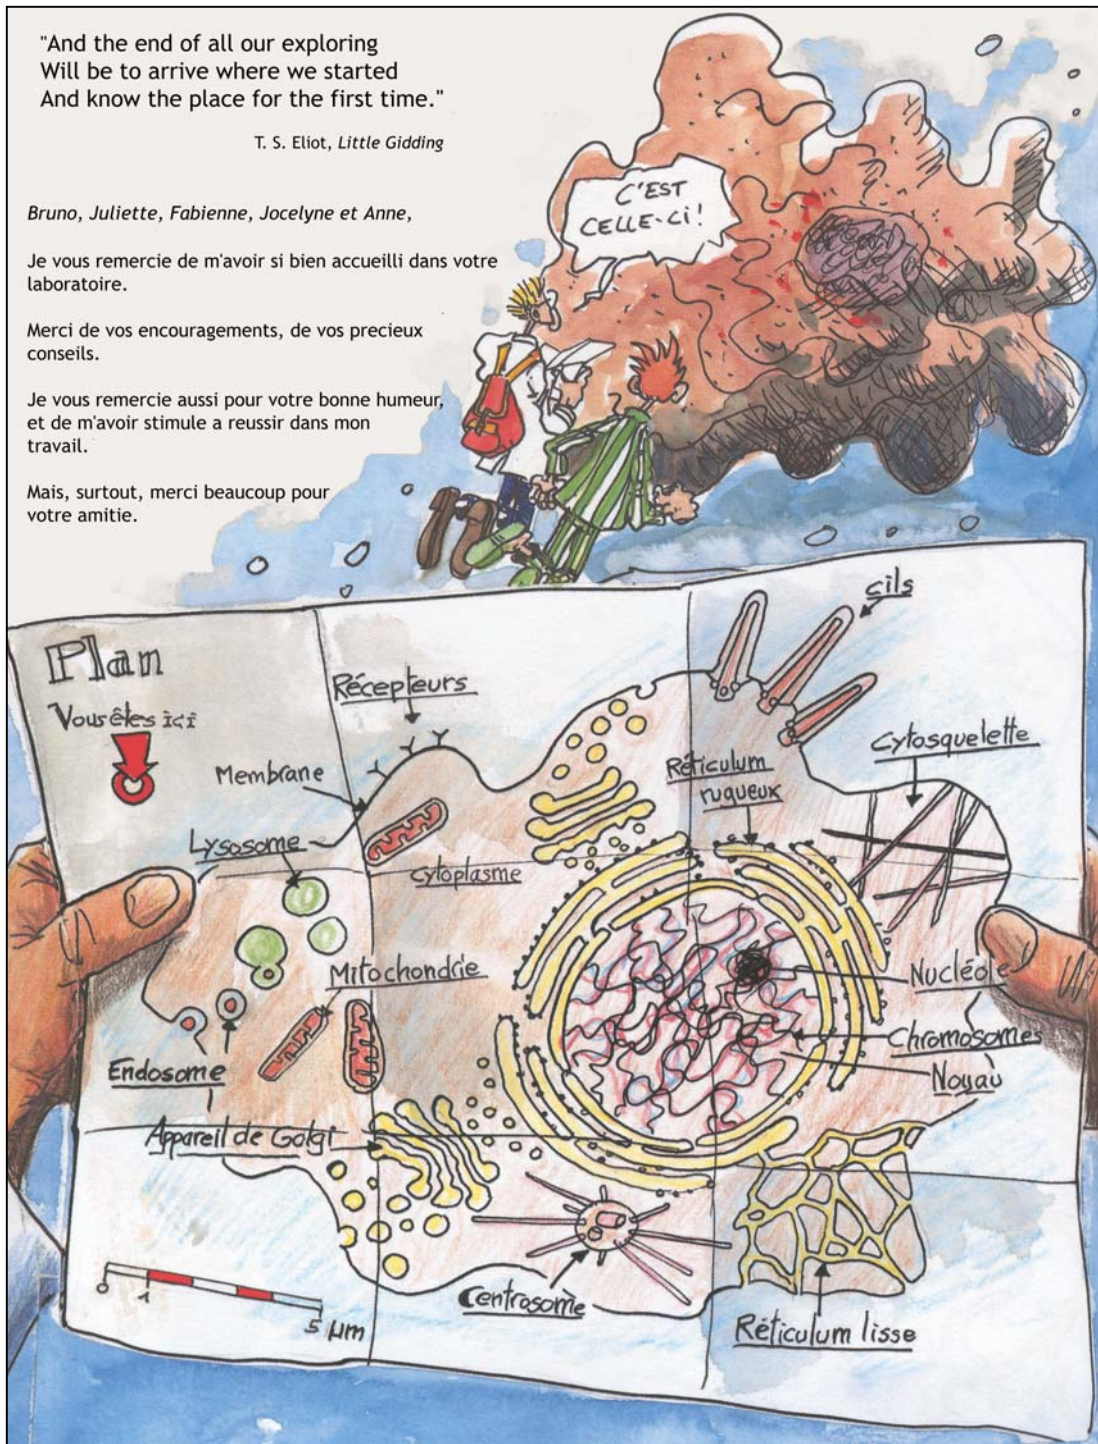 "And the end of all our exploring
Will be to arrive where we started
And know the place for the first time."
T. S. Eliot, Little Gidding
C'EST
CELLE-Ci!
Bruno, Juliette, Fabienne, Jocelyne et Anne,
Je vous remercie de m'avoir si bien accueilli dans votre
laboratoire.
Merci de vos encouragements, de vos precieux
conseils.
Je vous remercie aussi pour votre bonne humeur,
et de m'avoir stimule a reussir dans mon
travail.
Mais, surtout, merci beaucoup pour
votre amitie.
Plan
Vous êtes ici
Récepteurs
cils
Membrane
Réticulum
rugueux
Cytosquelette
Lysosome
Cytoplasme
Mitochondrie
Nucléole
Chromosomes
Endosome
Noyau
Appareil de Golgi
Centrosome
Réticulum lisse
0
1
5 µm